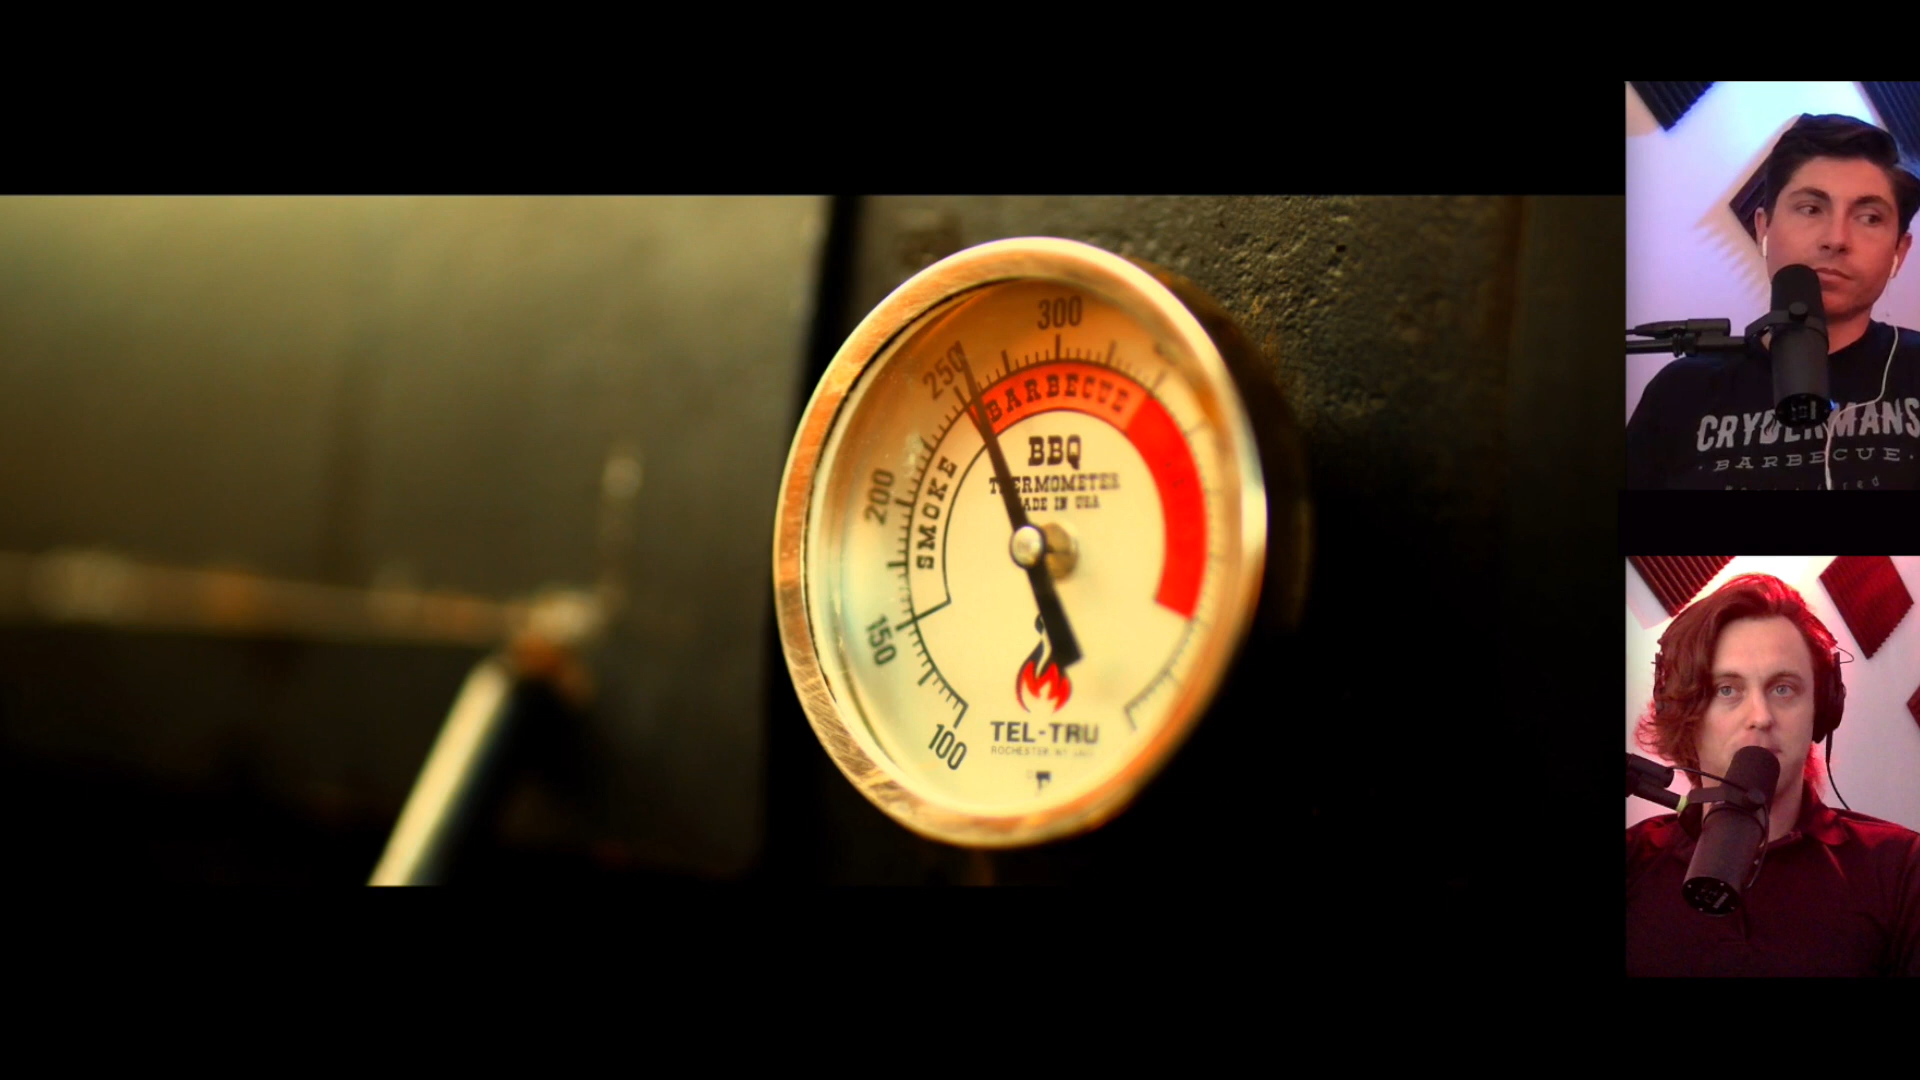 300
250
BARBECUE
BBQ
THERMOMETER
MADE IN USA
200
SMOKE
150
100
TEL-TRU
CRYDERMANS
· BARBECUE ·